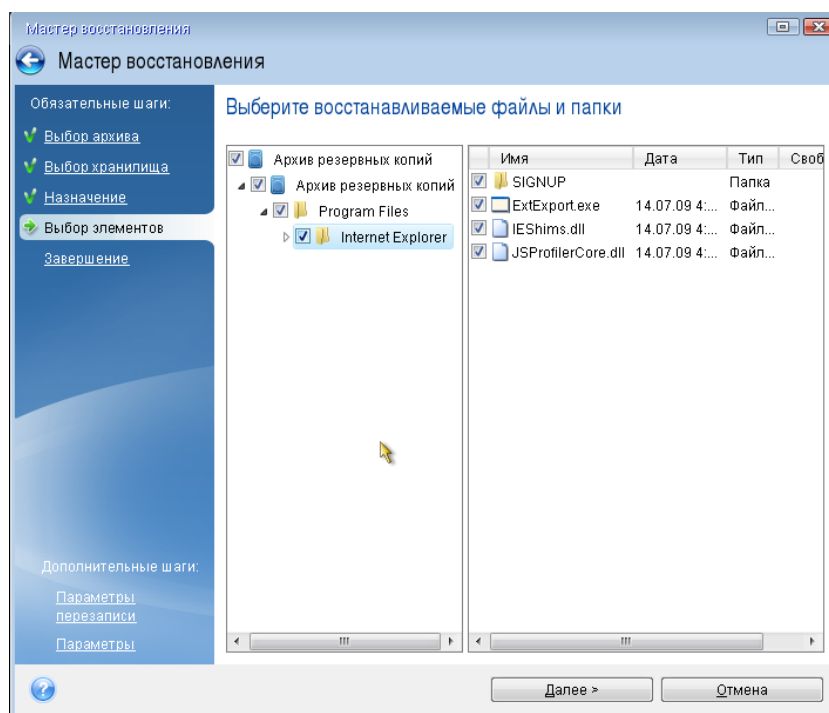 Мастер восстановления
Мастер восстановления
Обязательные шаги:
Выбор архива
Выбор хранилища
Назначение
Выбор элементов
Завершение
Дополнительные шаги:
Параметры
перезаписи
Параметры
Выберите восстанавливаемые файлы и папки
Архив резервных копий
Архив резервных копий
Program Files
Internet Explorer
Имя Дата Тип Своб
SIGNUP Папка
ExtExport.exe 14.07.09 4:... Файл...
IEShims.dll 14.07.09 4:... Файл...
JSProfilerCore.dll 14.07.09 4:... Файл...
Далее >
Отмена